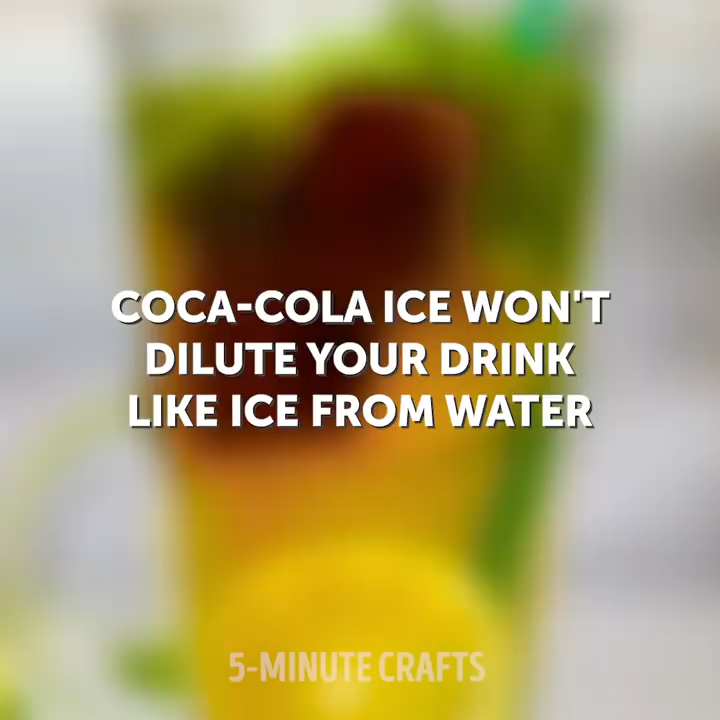 COCA-COLA ICE WON'T
DILUTE YOUR DRINK
LIKE ICE FROM WATER
5-MINUTE CRAFTS